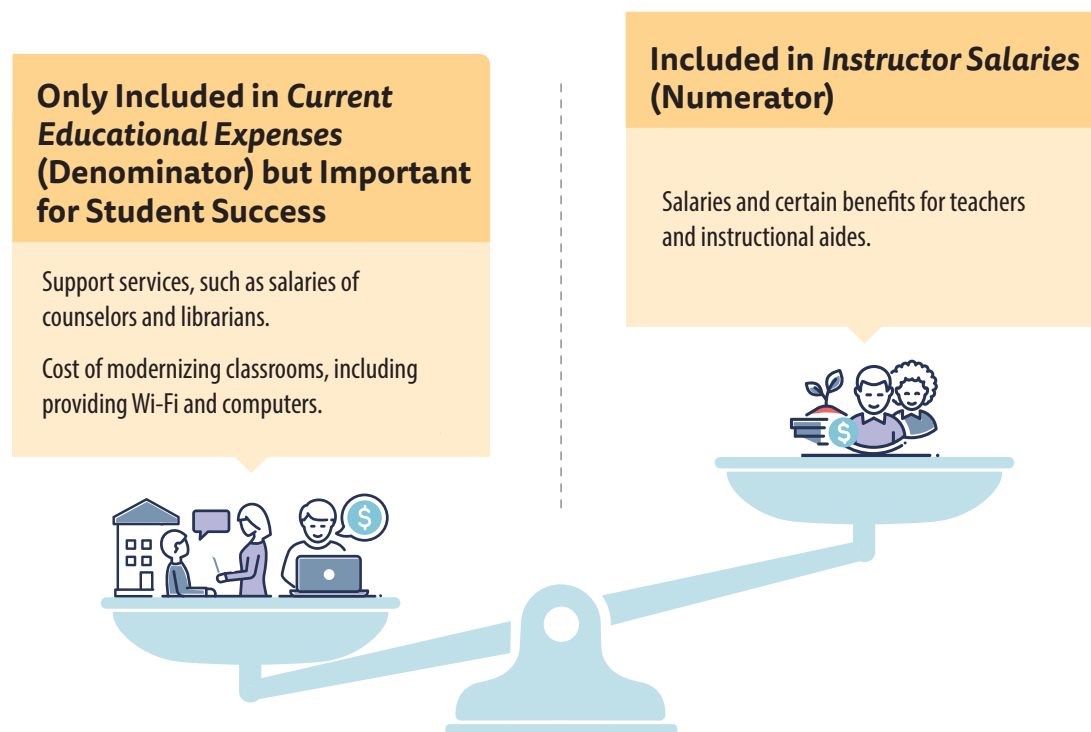 Only Included in Current
Educational Expenses
(Denominator) but Important
for Student Success
Support services, such as salaries of
counselors and librarians.
Cost of modernizing classrooms, including
providing Wi-Fi and computers.
$
Included in Instructor Salaries
(Numerator)
Salaries and certain benefits for teachers
and instructional aides.
$